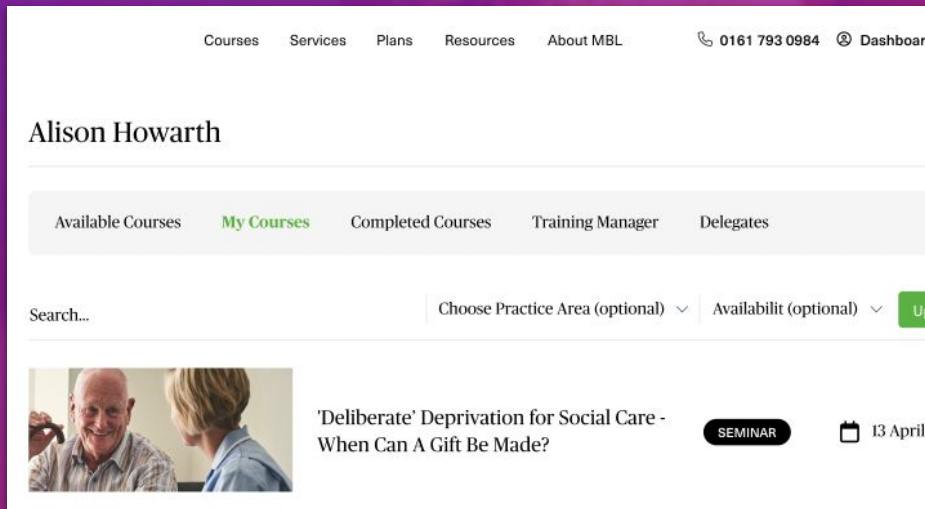 Courses Services Plans Resources About MBL 0161 793 0984 Dashboar
Alison Howarth
Available Courses My Courses Completed Courses Training Manager Delegates
Search... Choose Practice Area (optional) Availabilit (optional) Up
'Deliberate’ Deprivation for Social Care -
When Can A Gift Be Made?
SEMINAR
13 April